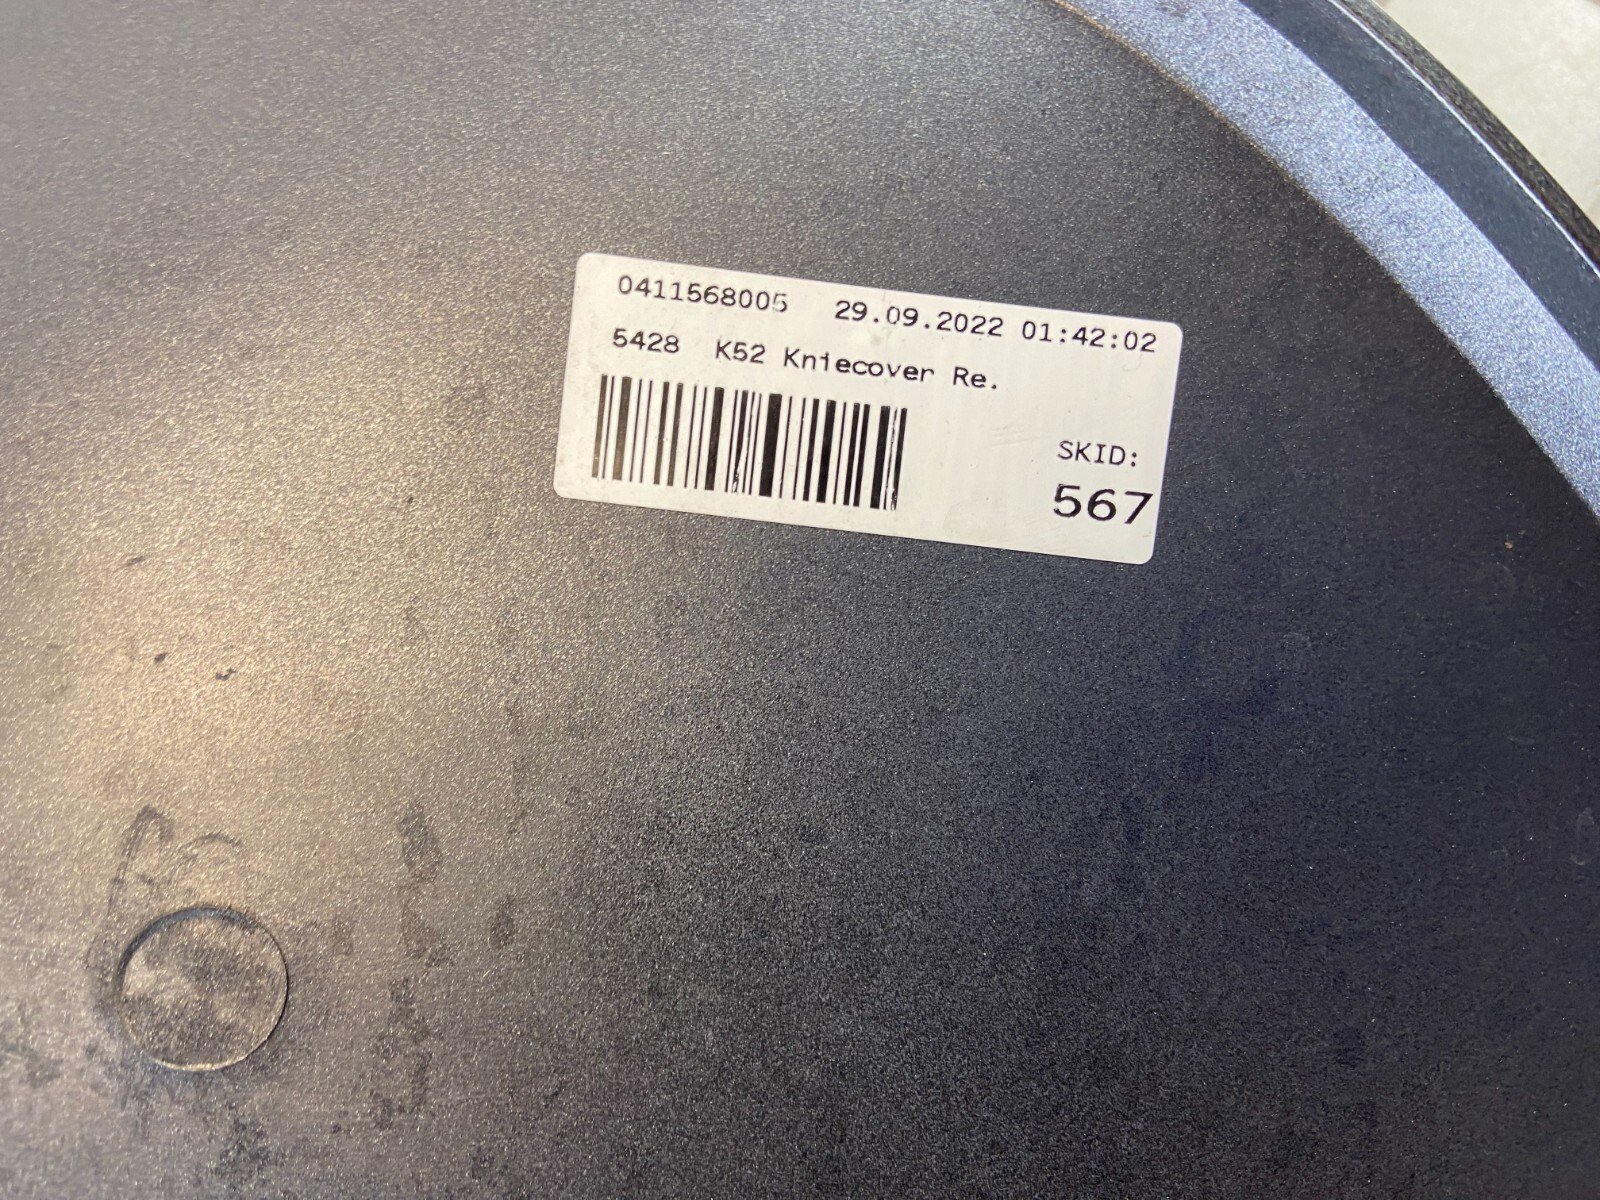 0411568005 29.09.2022 01:42:02
5428 K52 Kniecover Re.
SKID:
567